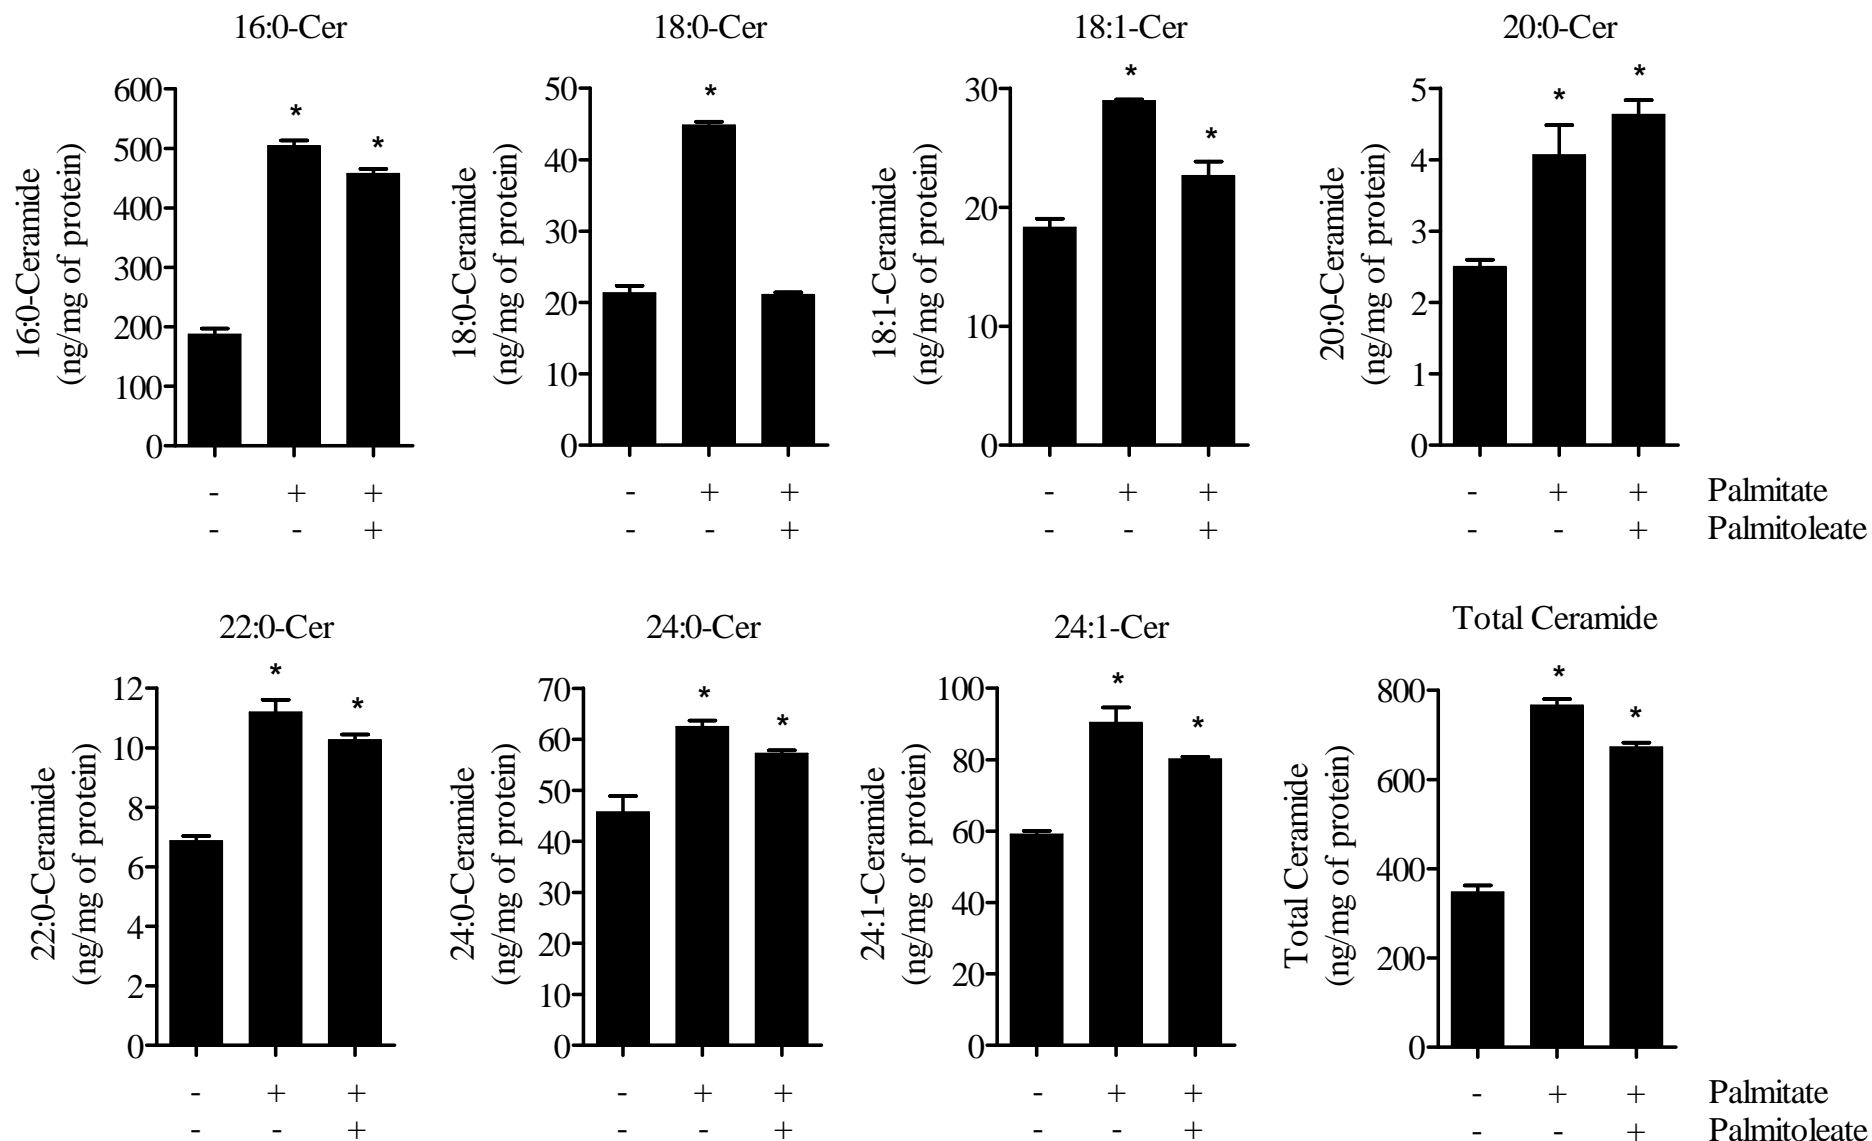 16:0-Cer
18:0-Cer
18:1-Cer
20:0-Cer
16:0-Ceramide
(ng/mg of protein)
600
500
400
300
200
100
0
*
*
18:0-Ceramide
(ng/mg of protein)
50
40
30
20
10
0
*
18:1-Ceramide
(ng/mg of protein)
30
20
10
0
*
*
20:0-Ceramide
(ng/mg of protein)
5
4
3
2
1
0
*
*
- + + - + + - + + - + + Palmitate
- - + - - + - - + - - + Palmitoleate
22:0-Cer
24:0-Cer
24:1-Cer
Total Ceramide
22:0-Ceramide
(ng/mg of protein)
12
10
8
6
4
2
0
*
*
24:0-Ceramide
(ng/mg of protein)
70
60
50
40
30
20
10
0
*
*
24:1-Ceramide
(ng/mg of protein)
100
80
60
40
20
0
*
*
Total Ceramide
(ng/mg of protein)
800
600
400
200
0
*
*
- + + - + + - + + - + + Palmitate
- - + - - + - - + - - + Palmitoleate